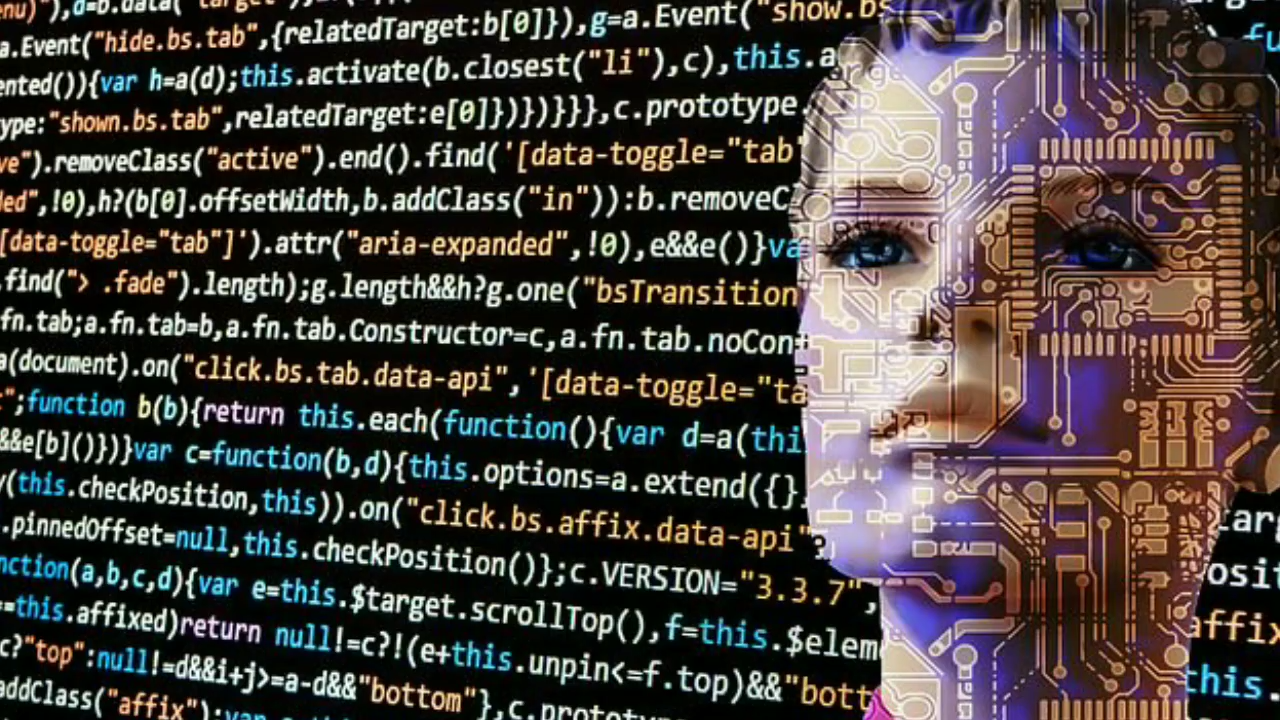 enu)"),d=b.data("target"
a.Event("hide.bs.tab",{relatedTarget:b[0]}),g=a.Event("show.bs
ented()){var h=a(d);this.activate(b.closest("li"),c),this.a
ype:"shown.bs.tab",relatedTarget:e[0]})})}}},c.prototype.
ve").removeClass("active").end().find('[data-toggle="tab"
led",!0),h?(b[0].offsetWidth,b.addClass("in")):b.removeC
[data-toggle="tab"]').attr("aria-expanded",!0),e&&e()}va
.find("> .fade").length);g.length&&h?g.one("bsTransition
fn.tab;a.fn.tab=b,a.fn.tab.Constructor=c,a.fn.tab.noCon
a(document).on("click.bs.tab.data-api",'[data-toggle="ta
";function b(b){return this.each(function(){var d=a(thi
&&e[b]()})}var c=function(b,d){this.options=a.extend({},
y(this.checkPosition,this)).on("click.bs.affix.data-api"
.pinnedOffset=null,this.checkPosition()};c.VERSION="3.3.7",
nction(a,b,c,d){var e=this.$target.scrollTop(),f=this.$elem
==this.affixed)return null!=c?!(e+this.unpin<=f.top)&&"bott
c?"top":null!=d&&i+j>=a-d&&"bottom"},c.prototype
addClass("affix");var
fu
tar
osit
affix
this.